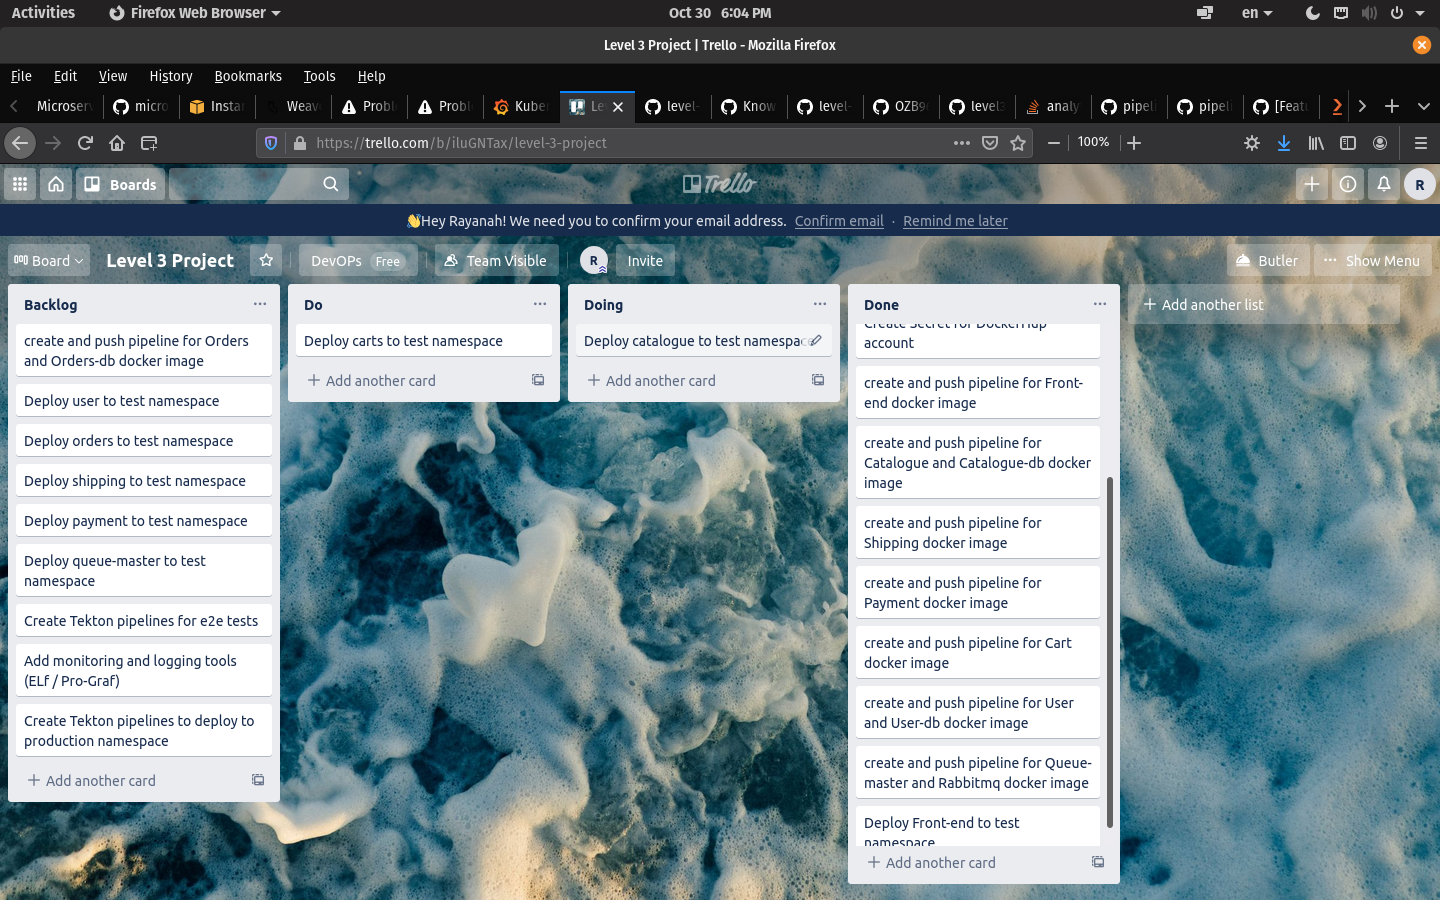 Activities Firefox Web Browser Oct 30 6:04 PM en
Level 3 Project | Trello - Mozilla Firefox
File Edit View History Bookmarks Tools Help
Microser micro Instar Weav Probl Probl Kuber Le level- Know level- OZB9 level3 analy pipeli pipeli [Featu
https://trello.com/b/iluGNTax/level-3-project 100%
Boards Trello R
👋Hey Rayanah! We need you to confirm your email address. Confirm email · Remind me later
Board Level 3 Project DevOPs Free Team Visible R Invite Butler Show Menu
Backlog
create and push pipeline for Orders
and Orders-db docker image
Deploy user to test namespace
Deploy orders to test namespace
Deploy shipping to test namespace
Deploy payment to test namespace
Deploy queue-master to test
namespace
Create Tekton pipelines for e2e tests
Add monitoring and logging tools
(ELf / Pro-Graf)
Create Tekton pipelines to deploy to
production namespace
Add another card
Do
Deploy carts to test namespace
Add another card
Doing
Deploy catalogue to test namespace
Add another card
Done
Create Secret for DockerHub
account
create and push pipeline for Front-
end docker image
create and push pipeline for
Catalogue and Catalogue-db docker
image
create and push pipeline for
Shipping docker image
create and push pipeline for
Payment docker image
create and push pipeline for Cart
docker image
create and push pipeline for User
and User-db docker image
create and push pipeline for Queue-
master and Rabbitmq docker image
Deploy Front-end to test
namespace
Add another card
Add another list